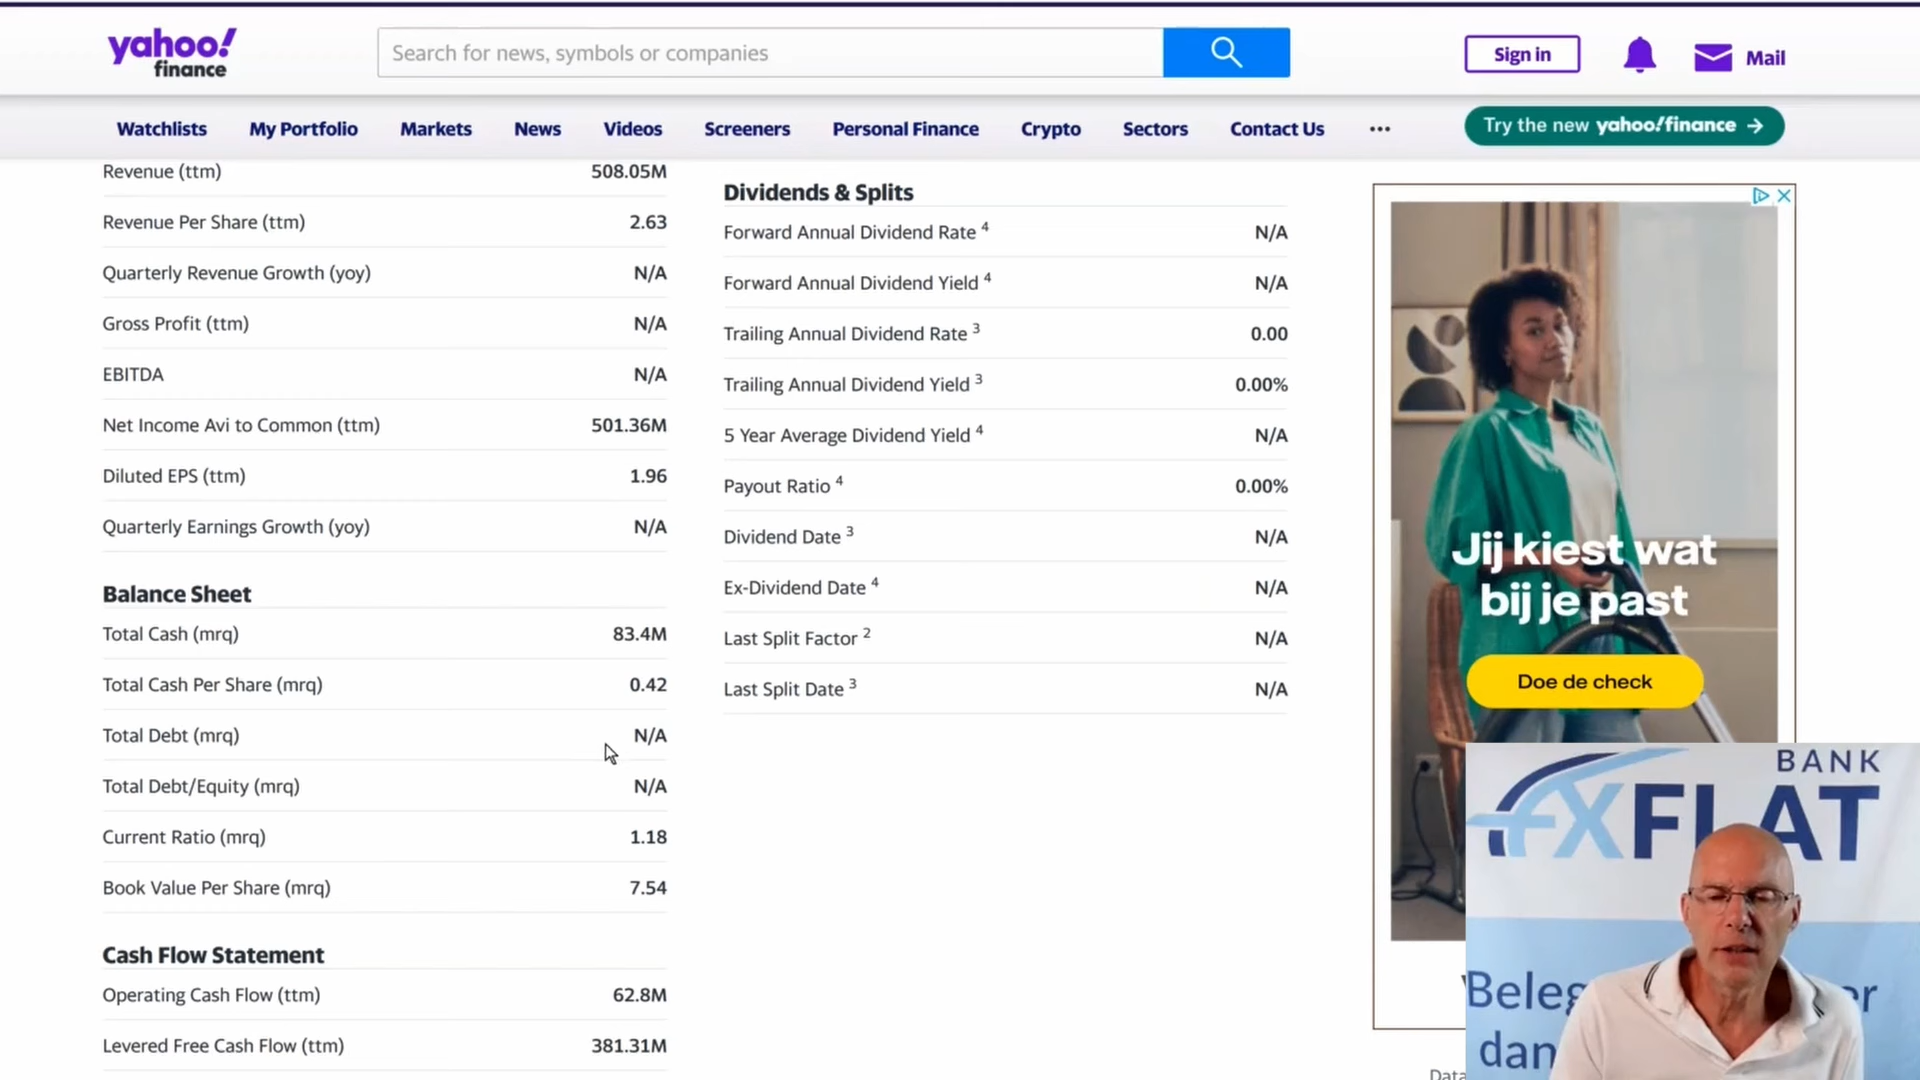 yahoo!
finance
Search for news, symbols or companies
Sign in
Mail
Watchlists
My Portfolio
Markets
News
Videos
Screeners
Personal Finance
Crypto
Sectors
Contact Us
...
Try the new yahoo!finance →
Revenue (ttm) 508.05M
Revenue Per Share (ttm) 2.63
Quarterly Revenue Growth (yoy) N/A
Gross Profit (ttm) N/A
EBITDA N/A
Net Income Avi to Common (ttm) 501.36M
Diluted EPS (ttm) 1.96
Quarterly Earnings Growth (yoy) N/A
Balance Sheet
Total Cash (mrq) 83.4M
Total Cash Per Share (mrq) 0.42
Total Debt (mrq) N/A
Total Debt/Equity (mrq) N/A
Current Ratio (mrq) 1.18
Book Value Per Share (mrq) 7.54
Cash Flow Statement
Operating Cash Flow (ttm) 62.8M
Levered Free Cash Flow (ttm) 381.31M
Dividends & Splits
Forward Annual Dividend Rate 4 N/A
Forward Annual Dividend Yield 4 N/A
Trailing Annual Dividend Rate 3 0.00
Trailing Annual Dividend Yield 3 0.00%
5 Year Average Dividend Yield 4 N/A
Payout Ratio 4 0.00%
Dividend Date 3 N/A
Ex-Dividend Date 4 N/A
Last Split Factor 2 N/A
Last Split Date 3 N/A
Jij kiest wat
bij je past
Doe de check
BANK
FXFLAT
dan
Data